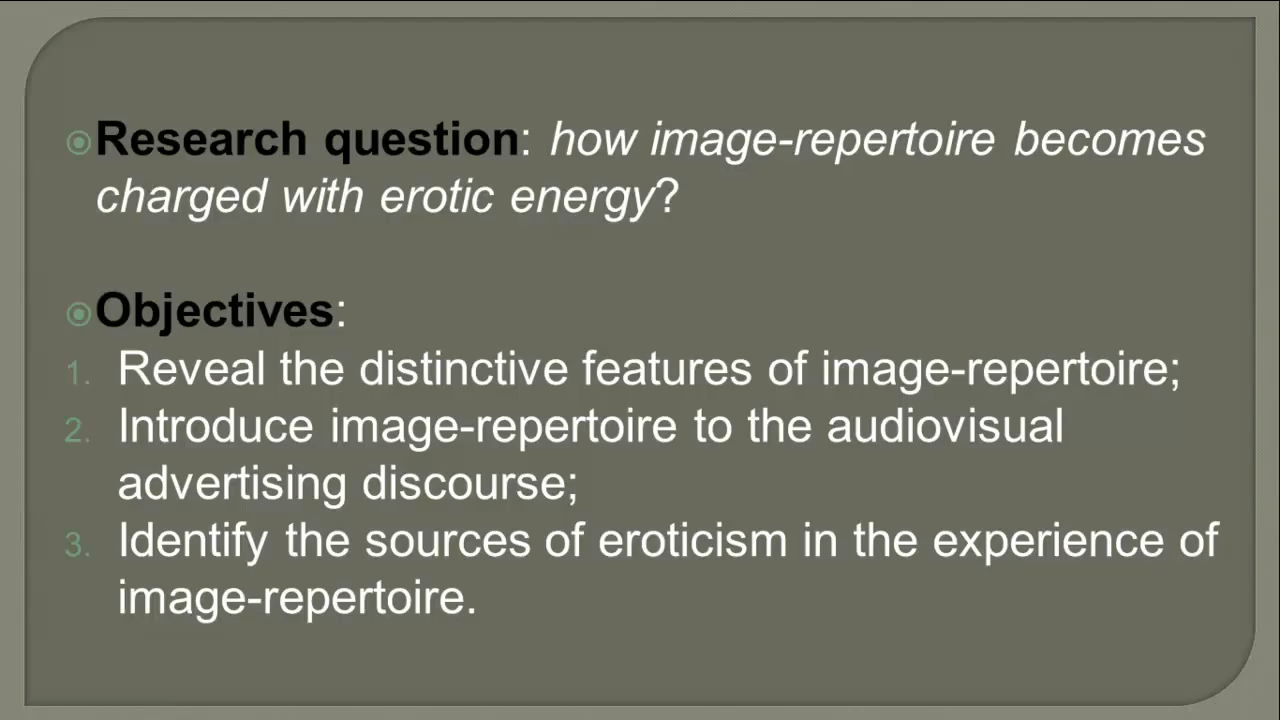 Research question: how image-repertoire becomes
charged with erotic energy?
Objectives:
1. Reveal the distinctive features of image-repertoire;
2. Introduce image-repertoire to the audiovisual
advertising discourse;
3. Identify the sources of eroticism in the experience of
image-repertoire.